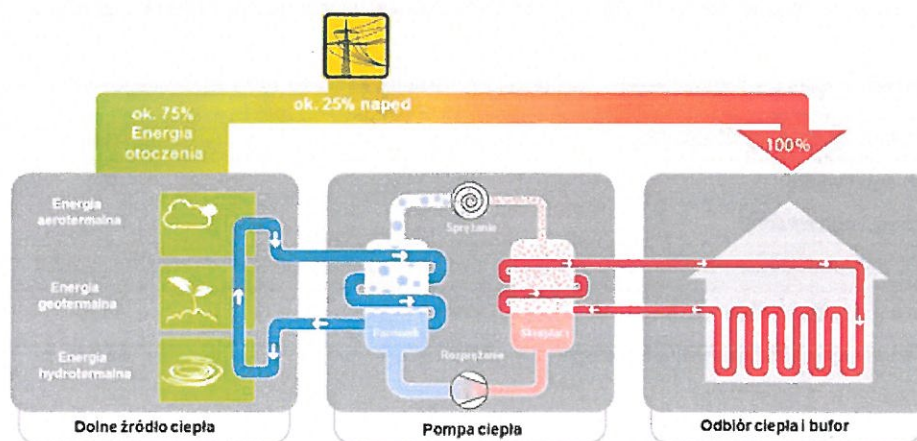 ok. 75%
Energia
otoczenia
ok. 25% napęd
100%
Energia
aerotermalna
Energia
geotermalna
Energia
hydrotermalna
Sprężanie
Parownik
Skraplacz
Rozprężanie
Dolne źródło ciepła
Pompa ciepła
Odbiór ciepła i bufor